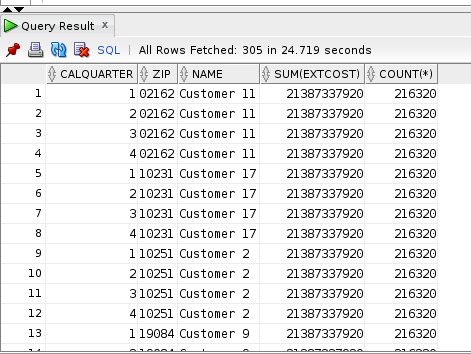 Query Result x
SQL | All Rows Fetched: 305 in 24.719 seconds
CALQUARTER ZIP NAME SUM(EXTCOST) COUNT(*)
1 1 02162 Customer 11 21387337920 216320
2 2 02162 Customer 11 21387337920 216320
3 3 02162 Customer 11 21387337920 216320
4 4 02162 Customer 11 21387337920 216320
5 1 10231 Customer 17 21387337920 216320
6 2 10231 Customer 17 21387337920 216320
7 3 10231 Customer 17 21387337920 216320
8 4 10231 Customer 17 21387337920 216320
9 1 10251 Customer 2 21387337920 216320
10 2 10251 Customer 2 21387337920 216320
11 3 10251 Customer 2 21387337920 216320
12 4 10251 Customer 2 21387337920 216320
13 1 19084 Customer 9 21387337920 216320